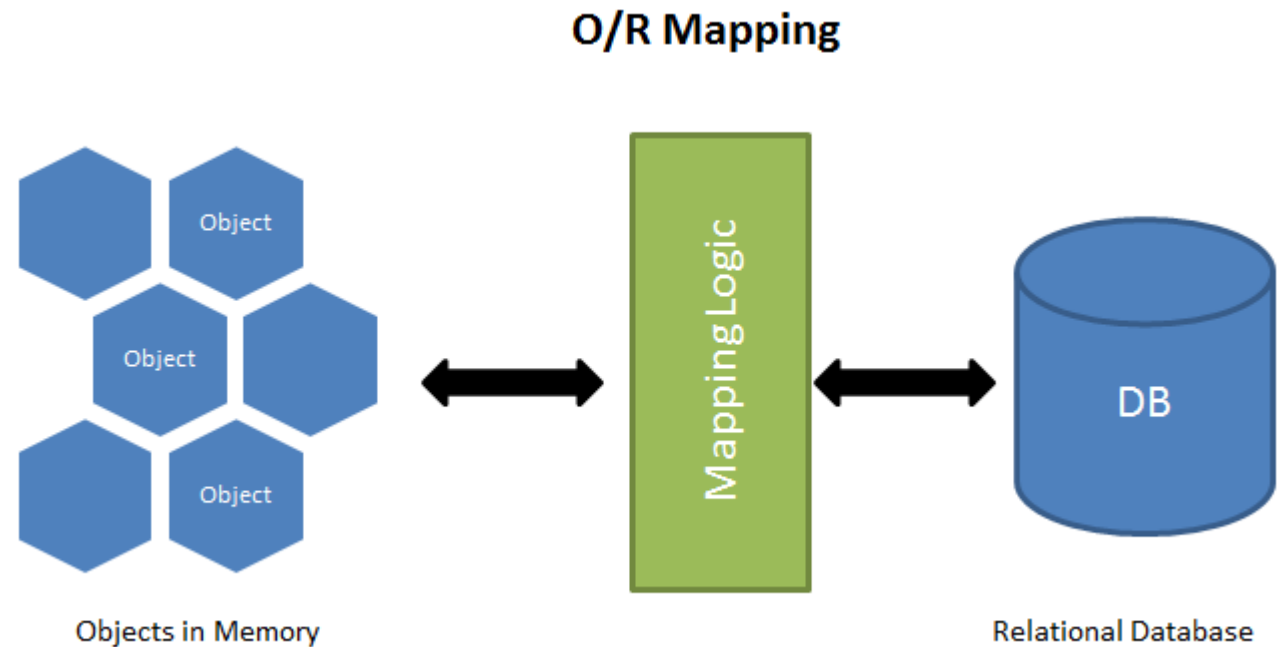 O/R Mapping
Object
Object
Object
Mapping Logic
DB
Objects in Memory
Relational Database